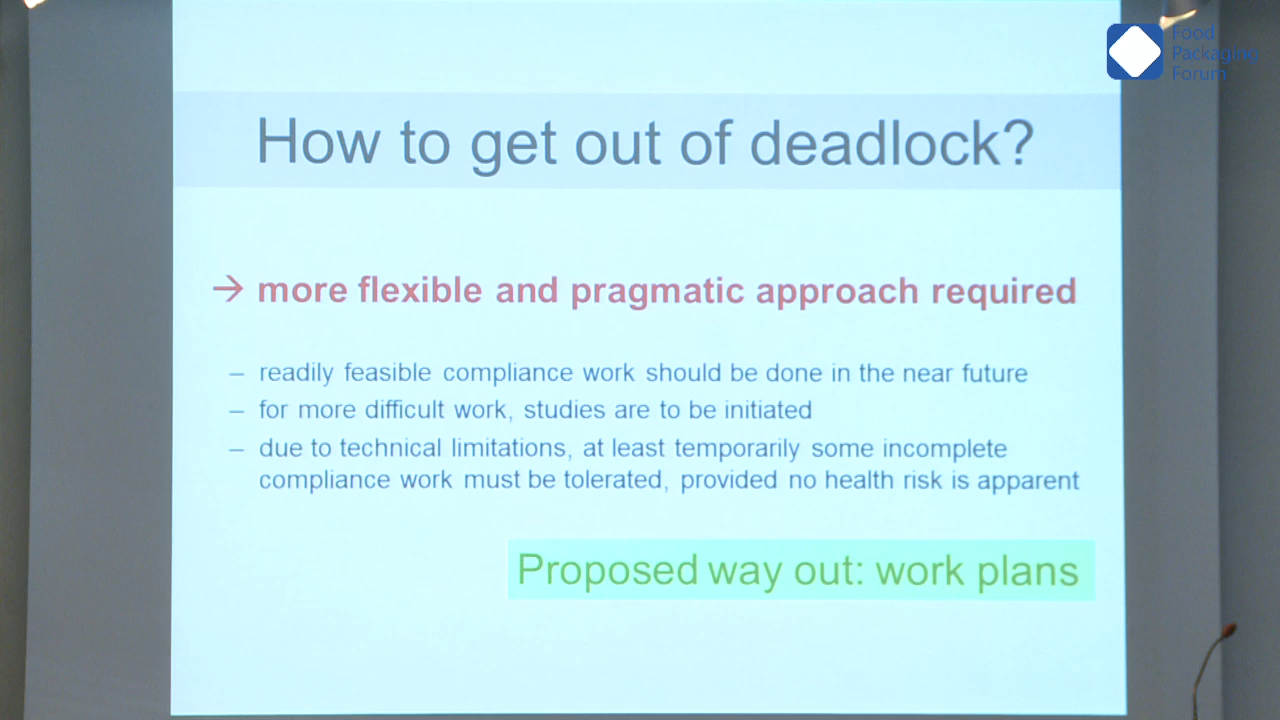 Food
Packaging
Forum
How to get out of deadlock?
→ more flexible and pragmatic approach required
– readily feasible compliance work should be done in the near future
– for more difficult work, studies are to be initiated
– due to technical limitations, at least temporarily some incomplete
compliance work must be tolerated, provided no health risk is apparent
Proposed way out: work plans